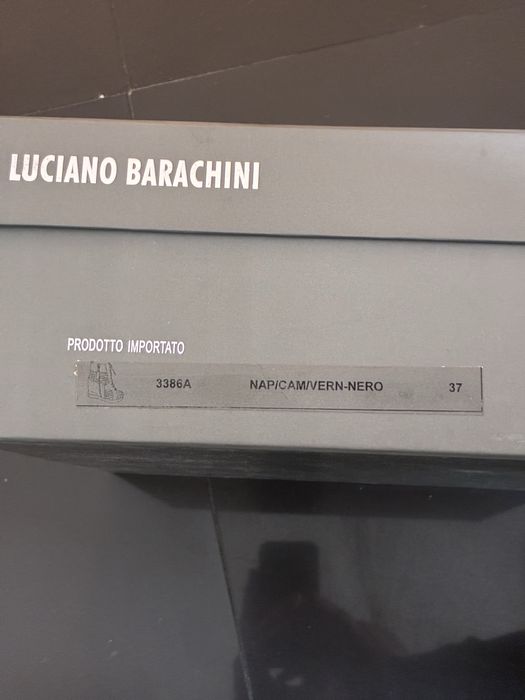 LUCIANO BARACHINI
PRODOTTO IMPORTATO
3386A NAP/CAM/VERN-NERO 37